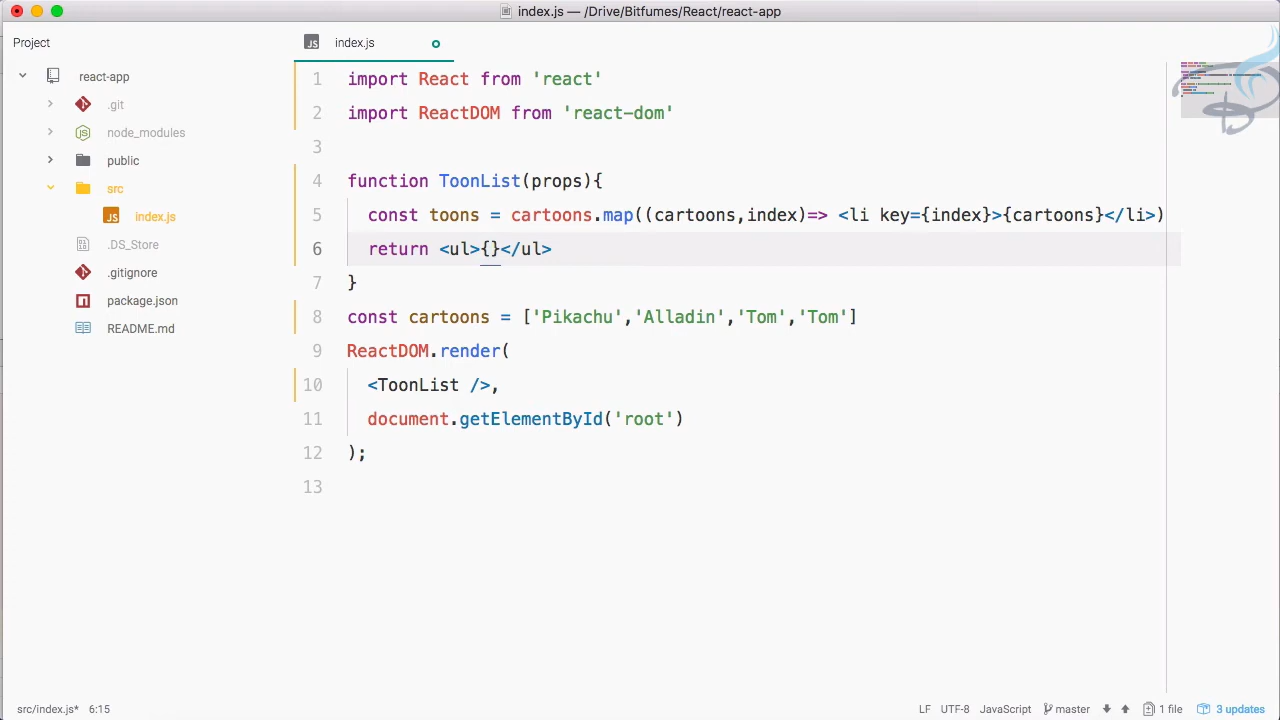 index.js — /Drive/Bitfumes/React/react-app
Project
react-app
.git
node_modules
public
src
index.js
.DS_Store
.gitignore
package.json
README.md
index.js
1 import React from 'react'
2 import ReactDOM from 'react-dom'
3
4 function ToonList(props){
5 const toons = cartoons.map((cartoons,index)=> <li key={index}>{cartoons}</li>)
6 return <ul>{}</ul>
7 }
8 const cartoons = ['Pikachu','Alladin','Tom','Tom']
9 ReactDOM.render(
10 <ToonList />,
11 document.getElementById('root')
12 );
13
src/index.js* 6:15 LF UTF-8 JavaScript master 1 file 3 updates